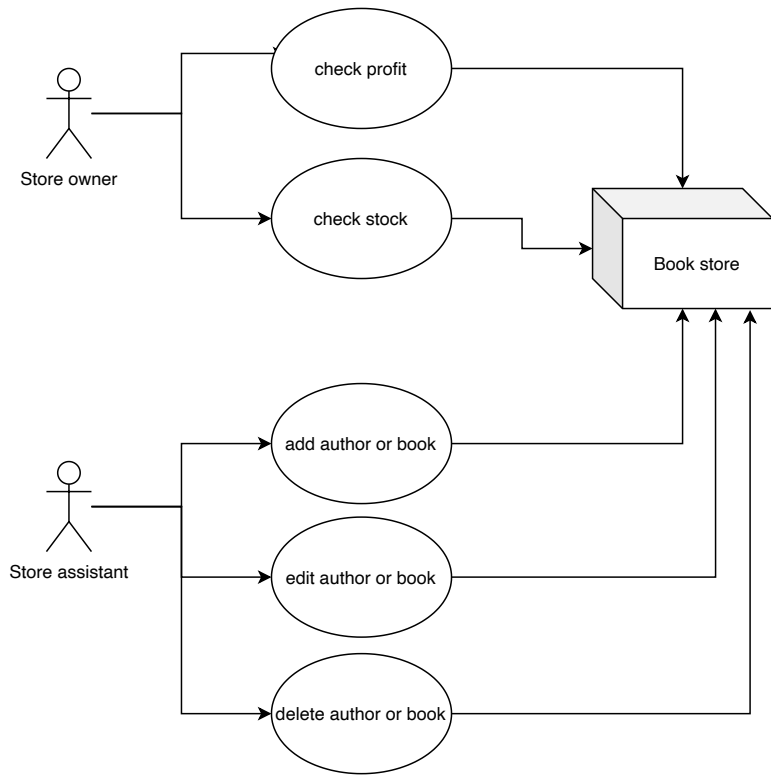 check profit
Store owner
check stock
Book store
add author or book
Store assistant
edit author or book
delete author or book